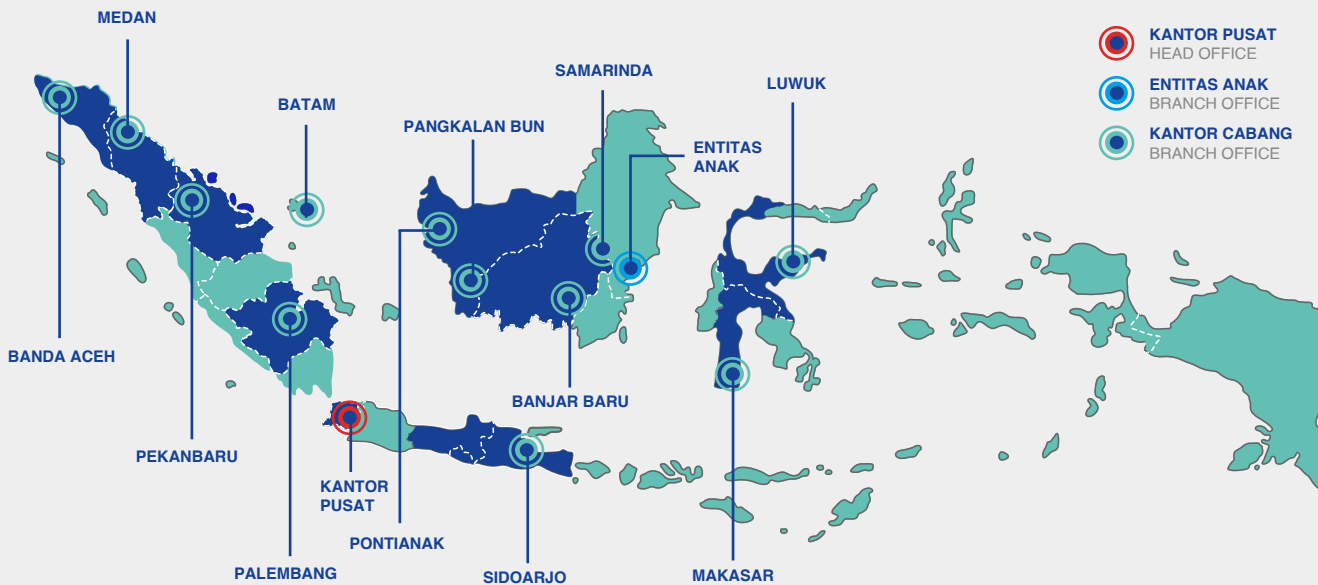 MEDAN
KANTOR PUSAT
HEAD OFFICE
SAMARINDA
ENTITAS ANAK
BRANCH OFFICE
LUWUK
BATAM
PANGKALAN BUN
KANTOR CABANG
BRANCH OFFICE
ENTITAS
ANAK
BANDA ACEH
BANJAR BARU
PEKANBARU
KANTOR
PUSAT
PONTIANAK
PALEMBANG
SIDOARJO
MAKASAR